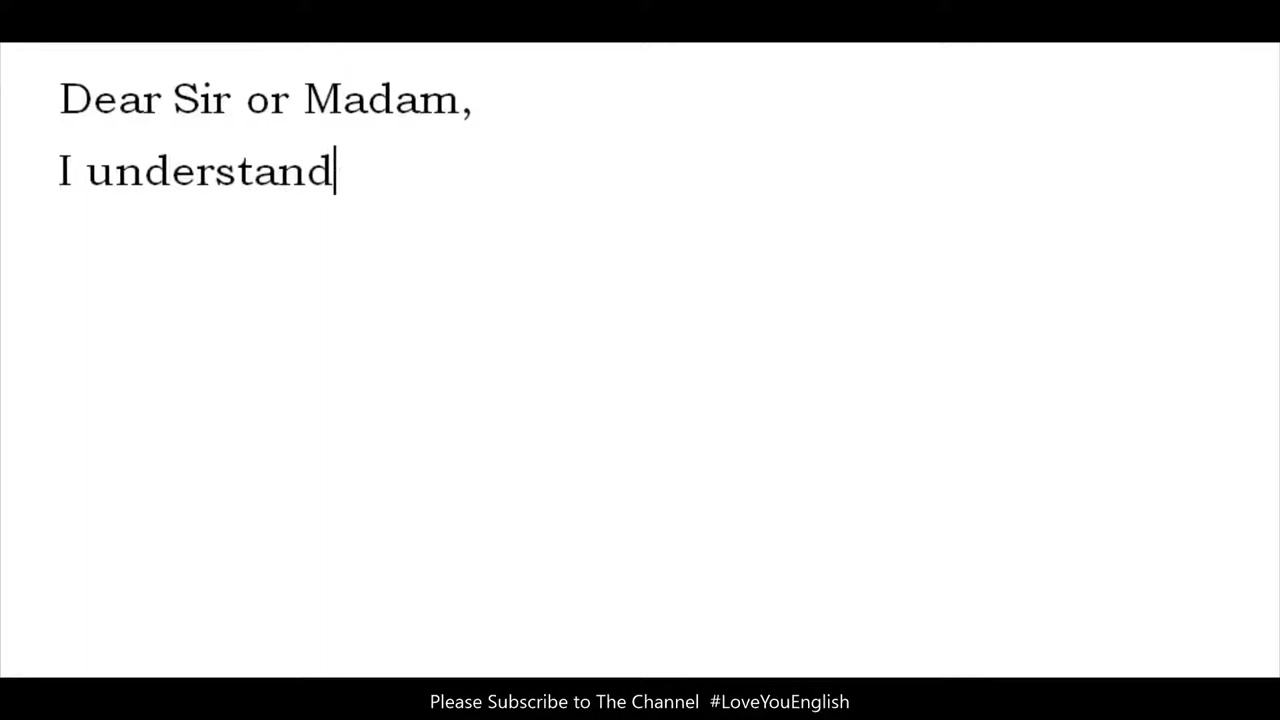 Dear Sir or Madam,
I understand
Please Subscribe to The Channel #LoveYouEnglish